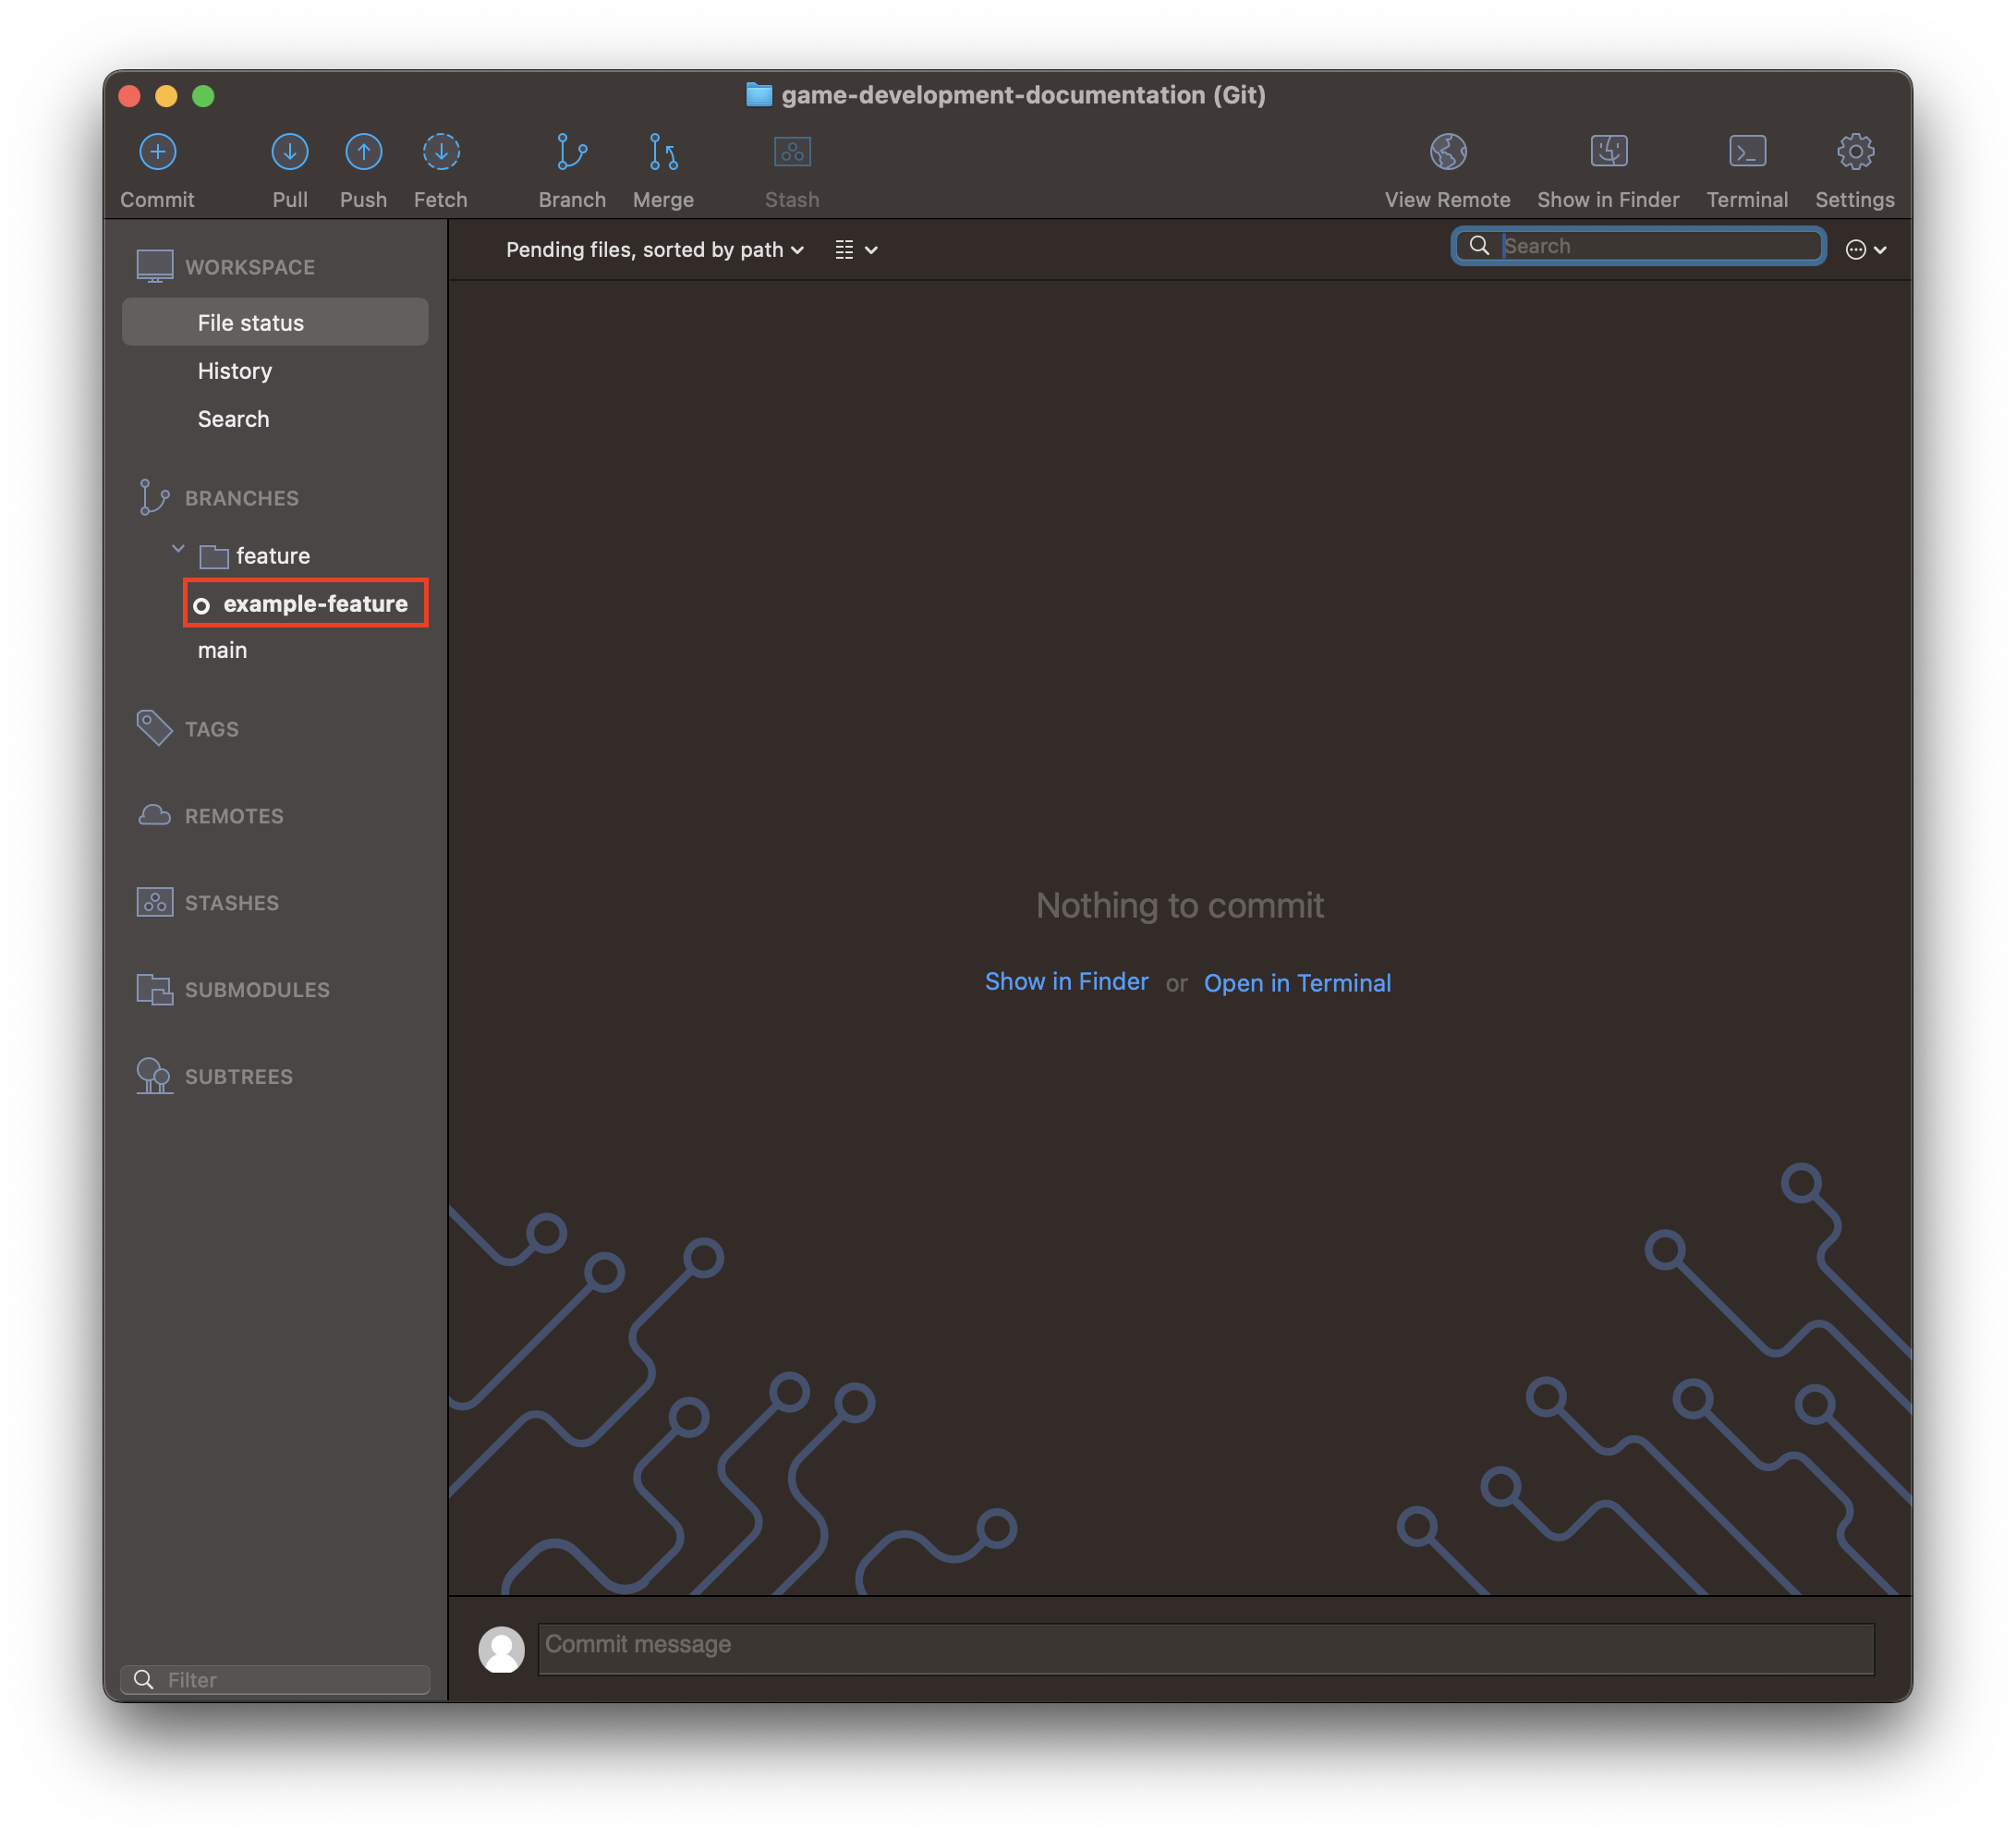 game-development-documentation (Git)
Commit Pull Push Fetch Branch Merge Stash View Remote Show in Finder Terminal Settings
Pending files, sorted by path Search
WORKSPACE
File status
History
Search
BRANCHES
feature
example-feature
main
TAGS
REMOTES
STASHES
SUBMODULES
SUBTREES
Filter
Nothing to commit
Show in Finder or Open in Terminal
Commit message